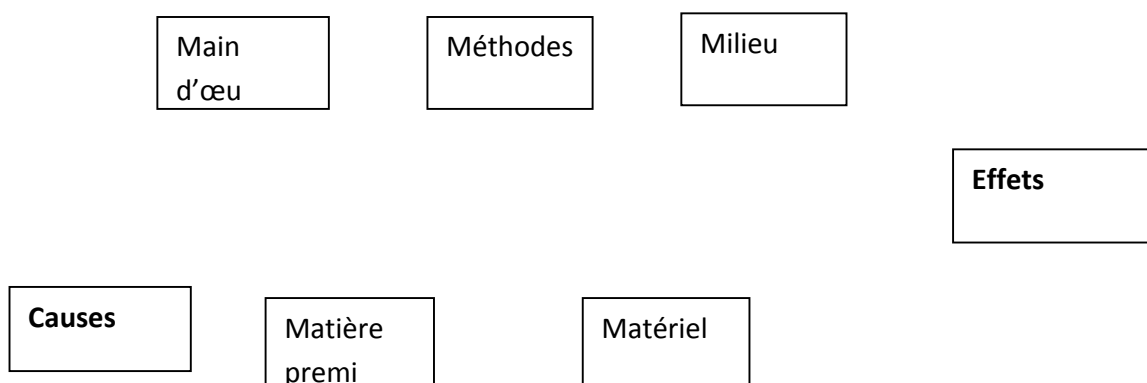 Main
d'œu
Méthodes
Milieu
Effets
Causes
Matière
premi
Matériel